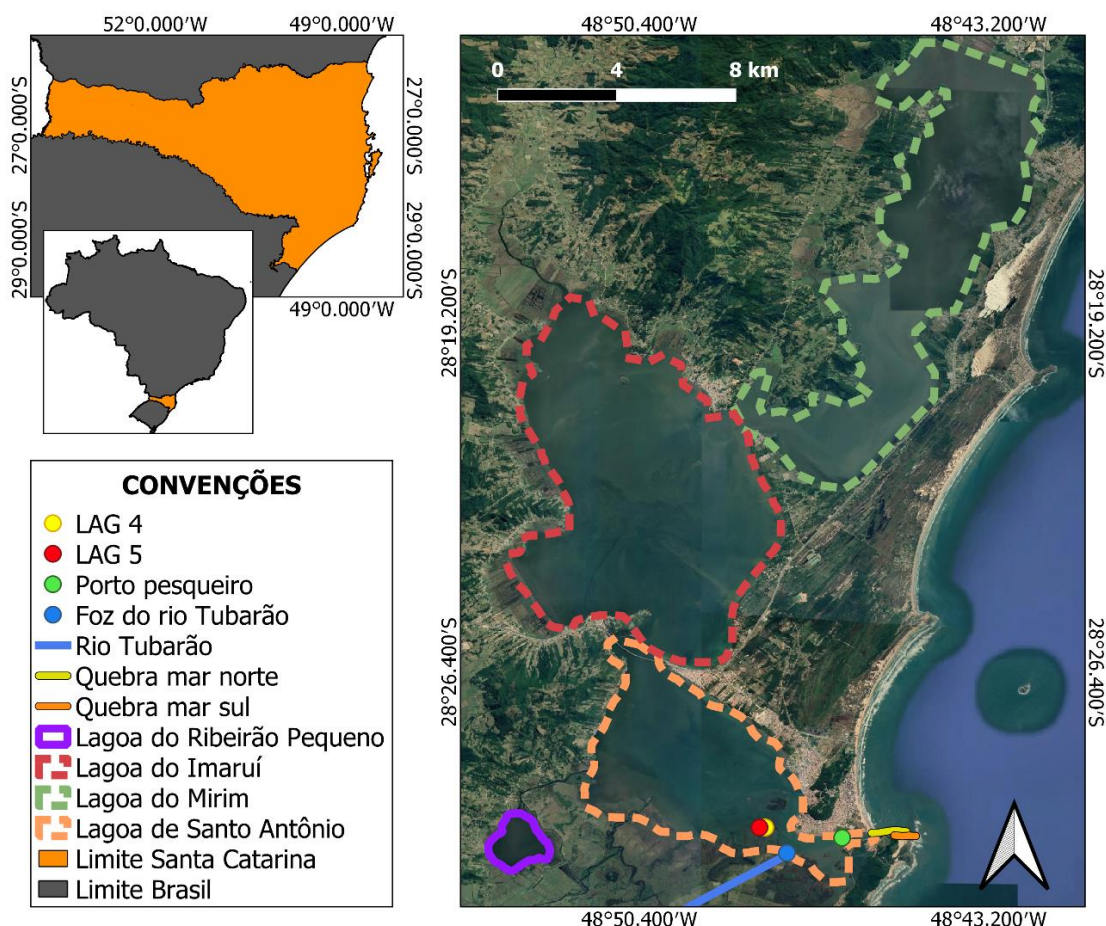 52°0.000′W 49°0.000′W
27°0.000′S
27°0.000′S
29°0.000′S
29°0.000′S
49°0.000′W
CONVENÇÕES
LAG 4
LAG 5
Porto pesqueiro
Foz do rio Tubarão
Rio Tubarão
Quebra mar norte
Quebra mar sul
Lagoa do Ribeirão Pequeno
Lagoa do Imaruí
Lagoa do Mirim
Lagoa de Santo Antônio
Limite Santa Catarina
Limite Brasil
48°50.400′W 48°43.200′W
0 4 8 km
28°19.200′S
28°19.200′S
28°26.400′S
28°26.400′S
48°50.400′W 48°43.200′W